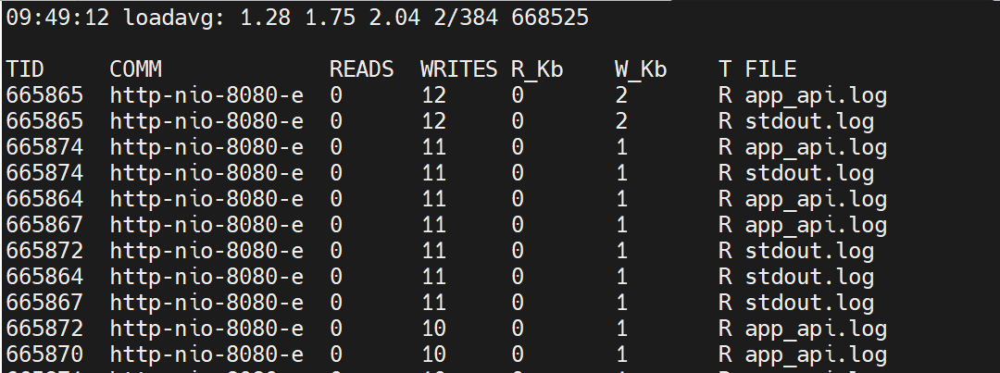 09:49:12 loadavg: 1.28 1.75 2.04 2/384 668525
TID COMM READS WRITES R_Kb W_Kb T FILE
665865 http-nio-8080-e 0 12 0 2 R app_api.log
665865 http-nio-8080-e 0 12 0 2 R stdout.log
665874 http-nio-8080-e 0 11 0 1 R app_api.log
665874 http-nio-8080-e 0 11 0 1 R stdout.log
665864 http-nio-8080-e 0 11 0 1 R app_api.log
665867 http-nio-8080-e 0 11 0 1 R app_api.log
665872 http-nio-8080-e 0 11 0 1 R stdout.log
665864 http-nio-8080-e 0 11 0 1 R stdout.log
665867 http-nio-8080-e 0 11 0 1 R stdout.log
665872 http-nio-8080-e 0 10 0 1 R app_api.log
665870 http-nio-8080-e 0 10 0 1 R app_api.log